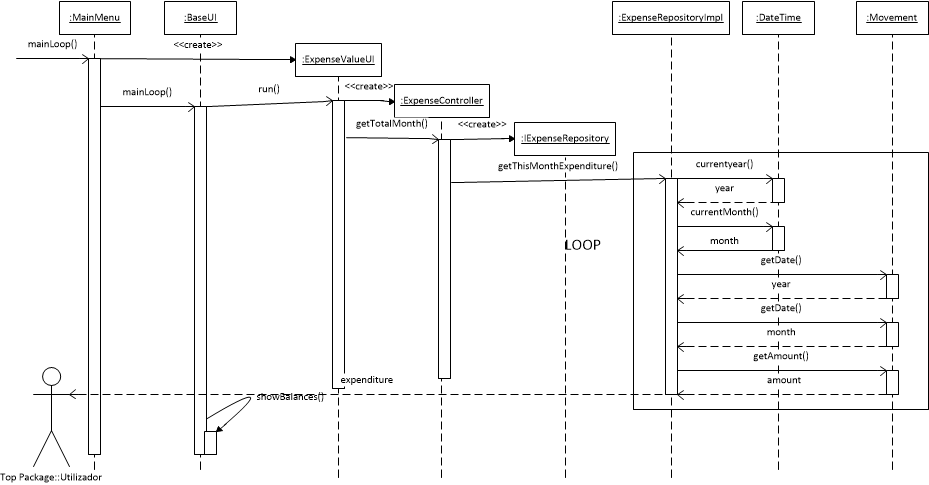 :MainMenu
:BaseUI
:ExpenseRepositoryImpl
:DateTime
:Movement
mainLoop()
<<create>>
:ExpenseValueUI
mainLoop()
run()
<<create>>
:ExpenseController
getTotalMonth()
<<create>>
:IExpenseRepository
getThisMonthExpenditure()
currentyear()
year
currentMonth()
month
LOOP
getDate()
year
getDate()
month
getAmount()
amount
expenditure
showBalances()
Top Package::Utilizador